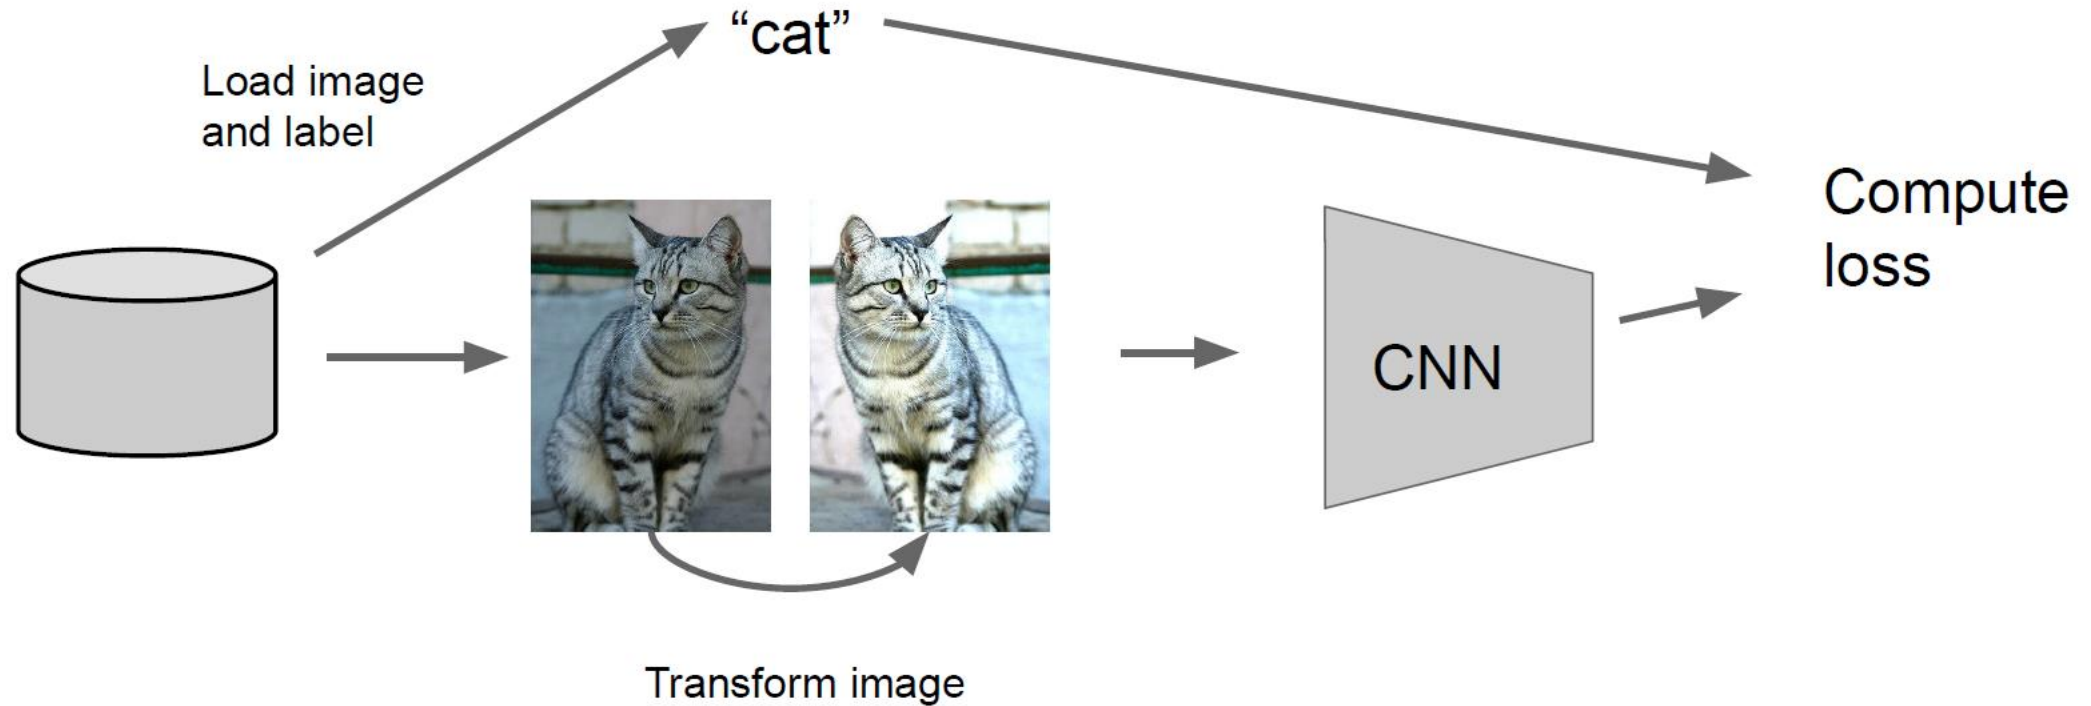 “cat”
Load image
and label
Compute
loss
CNN
Transform image